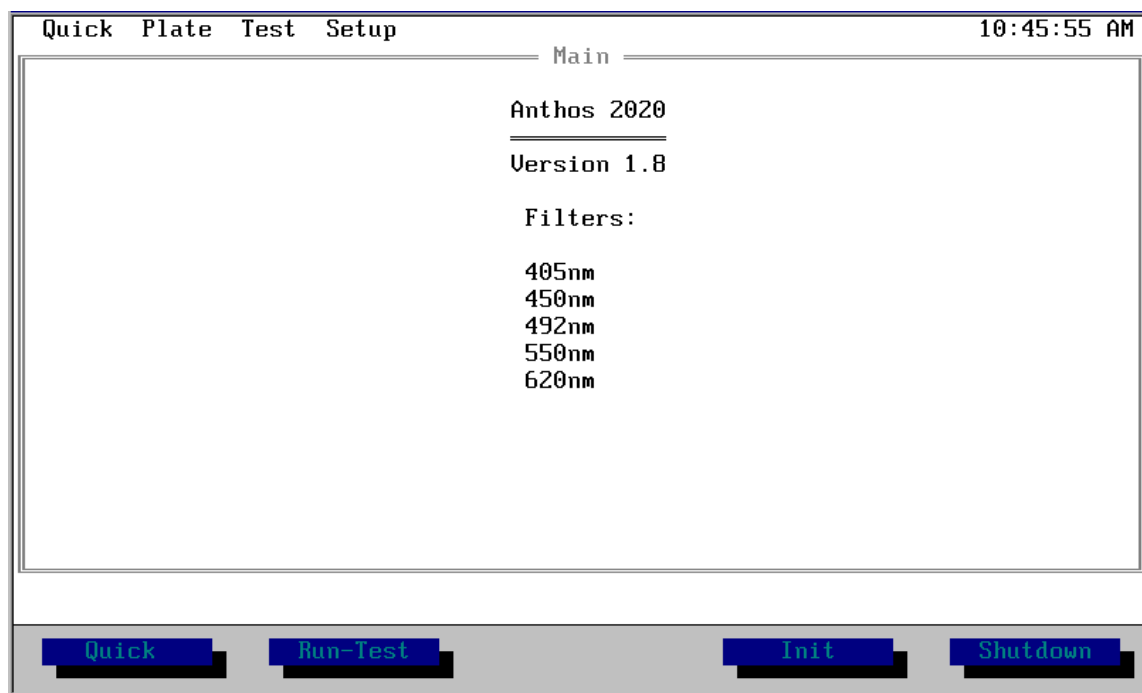 Quick Plate Test Setup 10:45:55 AM
Main
Anthos 2020
Version 1.8
Filters:
405nm
450nm
492nm
550nm
620nm
Quick Run-Test Init Shutdown